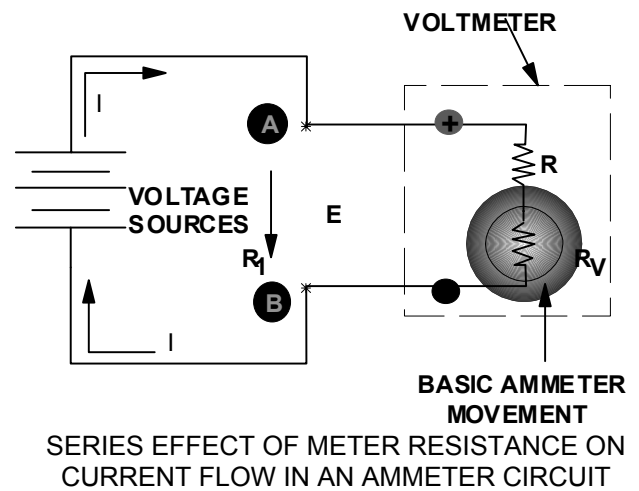 VOLTMETER
I
A
+
R
VOLTAGE
SOURCES
E
R1
RV
B
I
BASIC AMMETER
MOVEMENT
SERIES EFFECT OF METER RESISTANCE ON
CURRENT FLOW IN AN AMMETER CIRCUIT